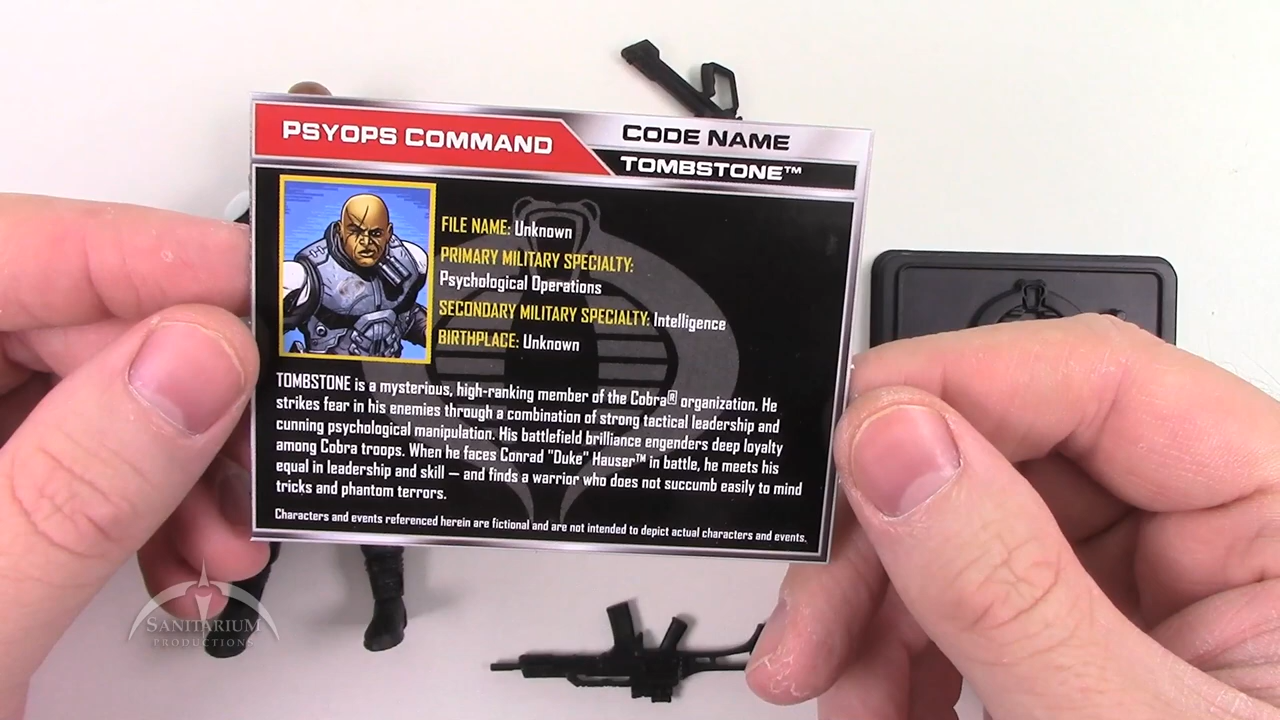 PSYOPS COMMAND
CODE NAME
TOMBSTONE™
FILE NAME: Unknown
PRIMARY MILITARY SPECIALTY:
Psychological Operations
SECONDARY MILITARY SPECIALTY: Intelligence
BIRTHPLACE: Unknown
TOMBSTONE is a mysterious, high-ranking member of the Cobra® organization. He
strikes fear in his enemies through a combination of strong tactical leadership and
cunning psychological manipulation. His battlefield brilliance engenders deep loyalty
among Cobra troops. When he faces Conrad "Duke" Hauser™ in battle, he meets his
equal in leadership and skill — and finds a warrior who does not succumb easily to mind
tricks and phantom terrors.
Characters and events referenced herein are fictional and are not intended to depict actual characters and events.
SANITARIUM
PRODUCTIONS